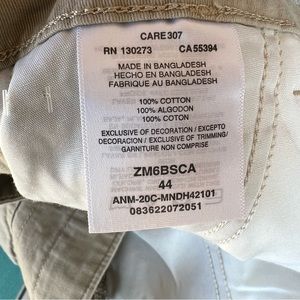 CARE307
RN 130273 CA55394
MADE IN BANGLADESH
HECHO EN BANGLADESH
FABRIQUE AU BANGLADESH
100% COTTON
100% ALGODON
100% COTON
EXCLUSIVE OF DECORATION / EXCEPTO
DECORACION / EXCLUSIVE OF TRIMMING/
GARNITURE NON COMPRISE
ZM6BSCA
44
ANM-20C-MNDH42101
083622072051